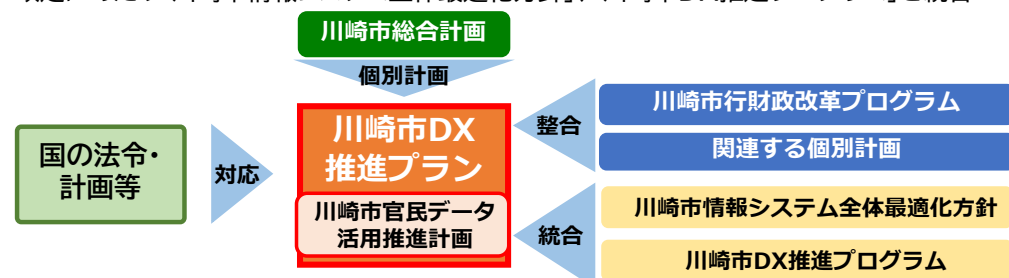 川崎市総合計画
個別計画
国の法令・
計画等
対応
川崎市DX
推進プラン
川崎市官民データ
活用推進計画
整合
川崎市行財政改革プログラム
関連する個別計画
統合
川崎市情報システム全体最適化方針
川崎市DX推進プログラム